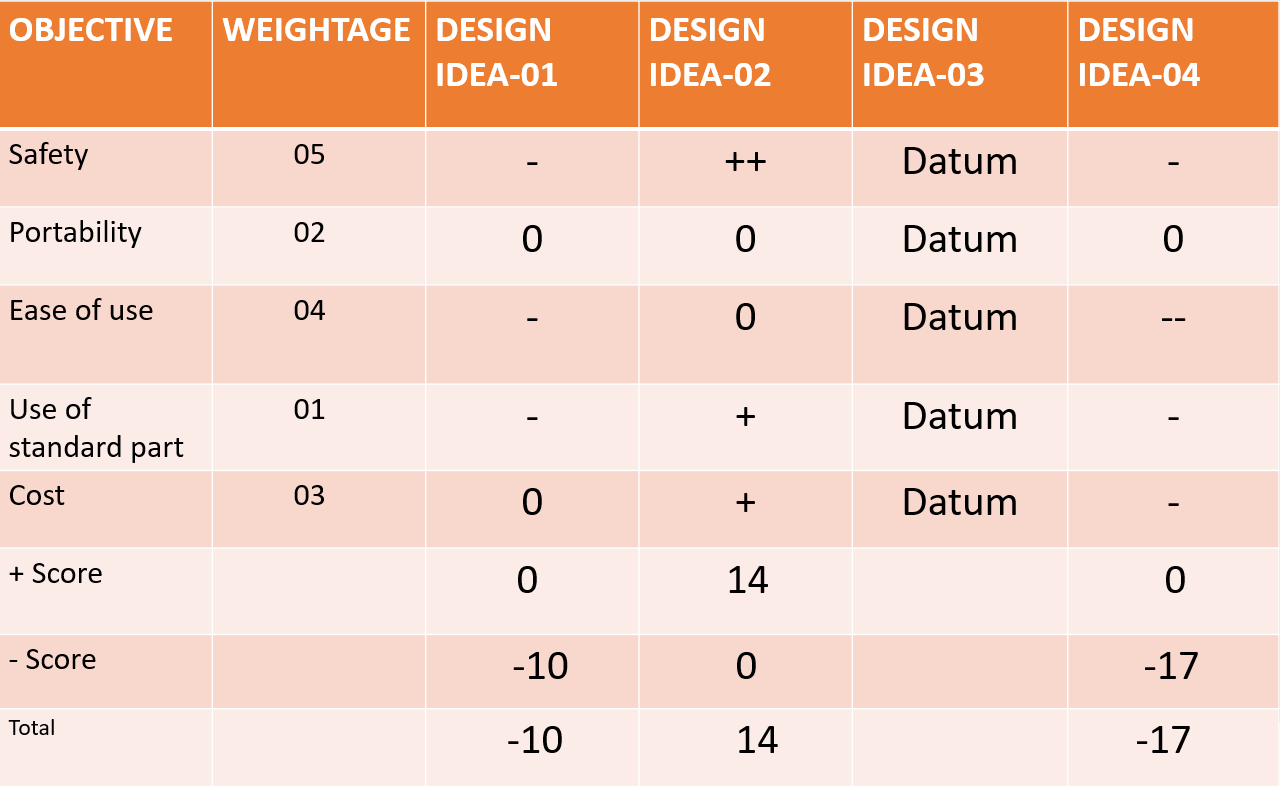 OBJECTIVE WEIGHTAGE DESIGN IDEA-01 DESIGN IDEA-02 DESIGN IDEA-03 DESIGN IDEA-04
Safety 05 - ++ Datum -
Portability 02 0 0 Datum 0
Ease of use 04 - 0 Datum --
Use of standard part 01 - + Datum -
Cost 03 0 + Datum -
+ Score 0 14 0
- Score -10 0 -17
Total -10 14 -17